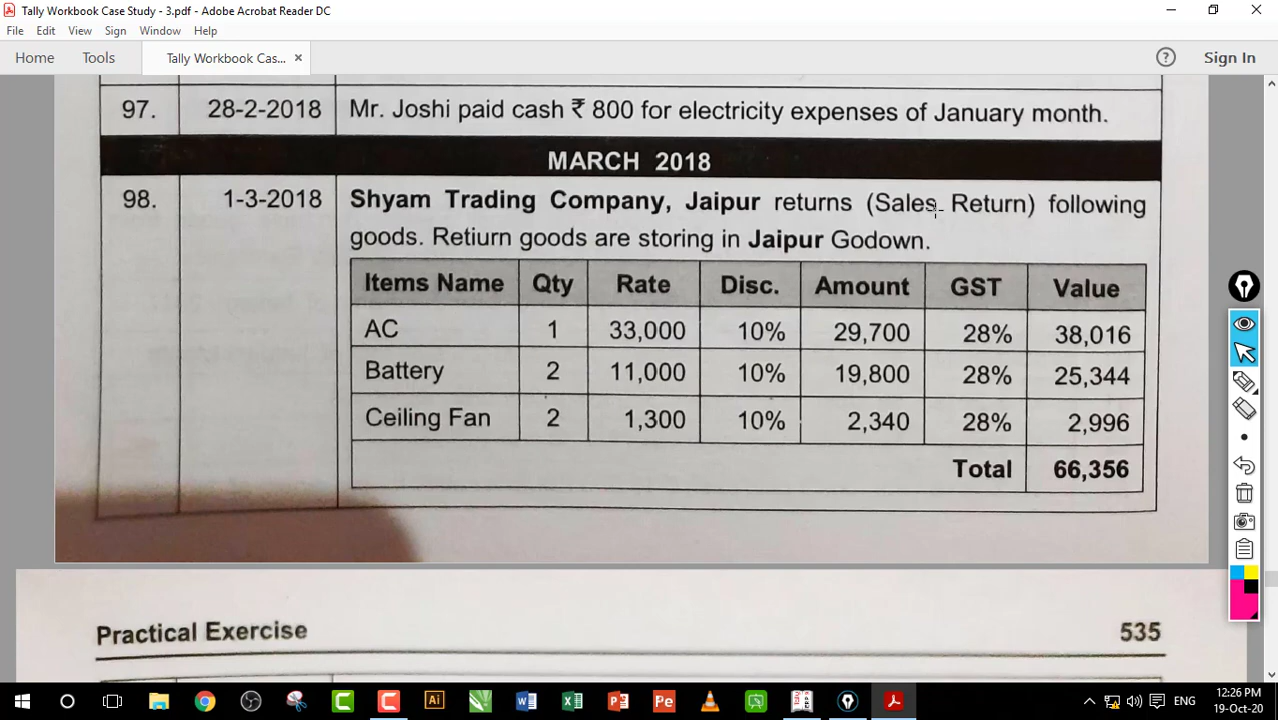 Tally Workbook Case Study - 3.pdf - Adobe Acrobat Reader DC
File Edit View Sign Window Help
Home Tools Tally Workbook Cas... × Sign In
97. 28-2-2018 Mr. Joshi paid cash ₹ 800 for electricity expenses of January month.
MARCH 2018
98. 1-3-2018 Shyam Trading Company, Jaipur returns (Sales Return) following
goods. Retiurn goods are storing in Jaipur Godown.
Items Name Qty Rate Disc. Amount GST Value
AC 1 33,000 10% 29,700 28% 38,016
Battery 2 11,000 10% 19,800 28% 25,344
Ceiling Fan 2 1,300 10% 2,340 28% 2,996
Total 66,356
Practical Exercise 535
ENG 12:26 PM
19-Oct-20